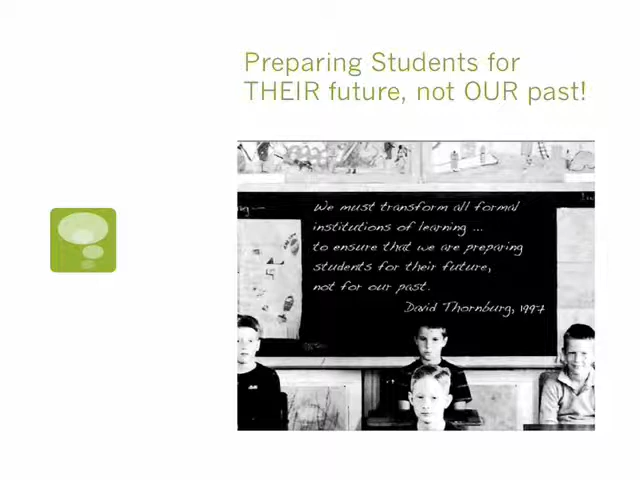 Preparing Students for
THEIR future, not OUR past!
We must transform all formal
institutions of learning ...
to ensure that we are preparing
students for their future,
not for our past.
David Thornburg, 1997